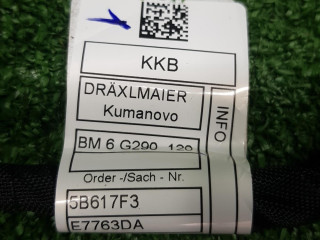 KKB
DRÄXLMAIER
Kumanovo
INFO
BM 6 G290
Order -/Sach - Nr.
5B617F3
E7763DA